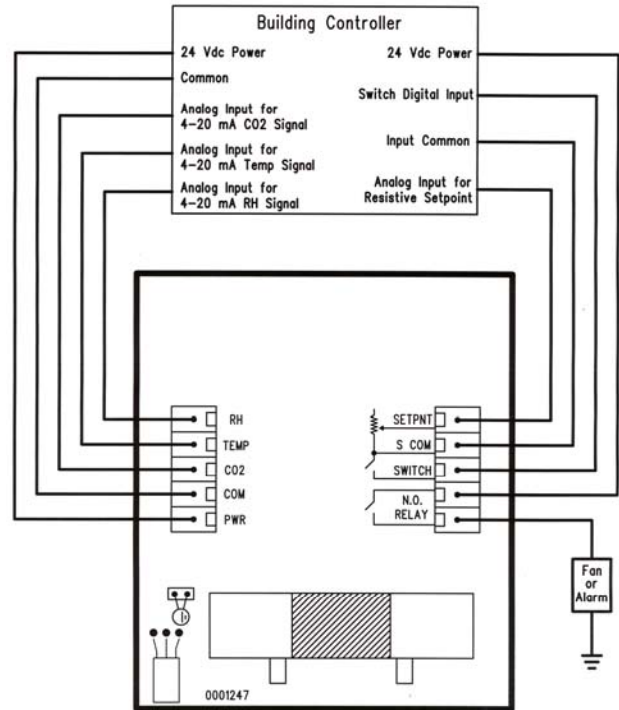 Building Controller
24 Vdc Power
Common
Analog Input for
4-20 mA CO2 Signal
Analog Input for
4-20 mA Temp Signal
Analog Input for
4-20 mA RH Signal
24 Vdc Power
Switch Digital Input
Input Common
Analog Input for
Resistive Setpoint
RH
TEMP
CO2
COM
PWR
SETPNT
S COM
SWITCH
N.O.
RELAY
Fan
or
Alarm
0001247